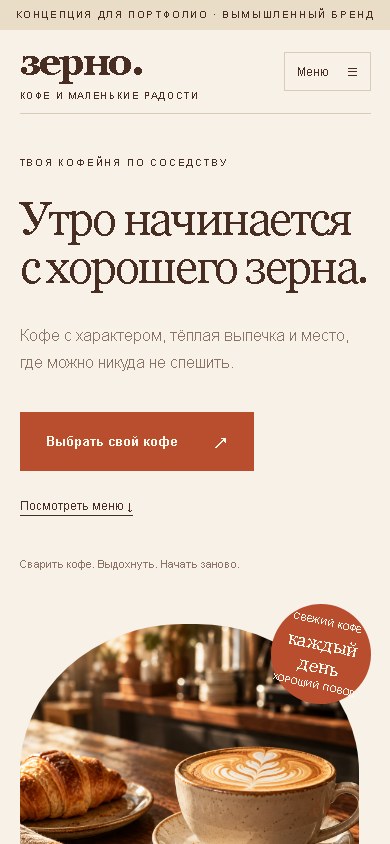 КОНЦЕПЦИЯ ДЛЯ ПОРТФОЛИО · ВЫМЫШЛЕННЫЙ БРЕНД
зерно.
КОФЕ И МАЛЕНЬКИЕ РАДОСТИ
Меню ☰
ТВОЯ КОФЕЙНЯ ПО СОСЕДСТВУ
Утро начинается
с хорошего зерна.
Кофе с характером, тёплая выпечка и место,
где можно никуда не спешить.
Выбрать свой кофе ↗
Посмотреть меню ↓
Сварить кофе. Выдохнуть. Начать заново.
СВЕЖИЙ КОФЕ
каждый
день
ХОРОШИЙ ПОВОД